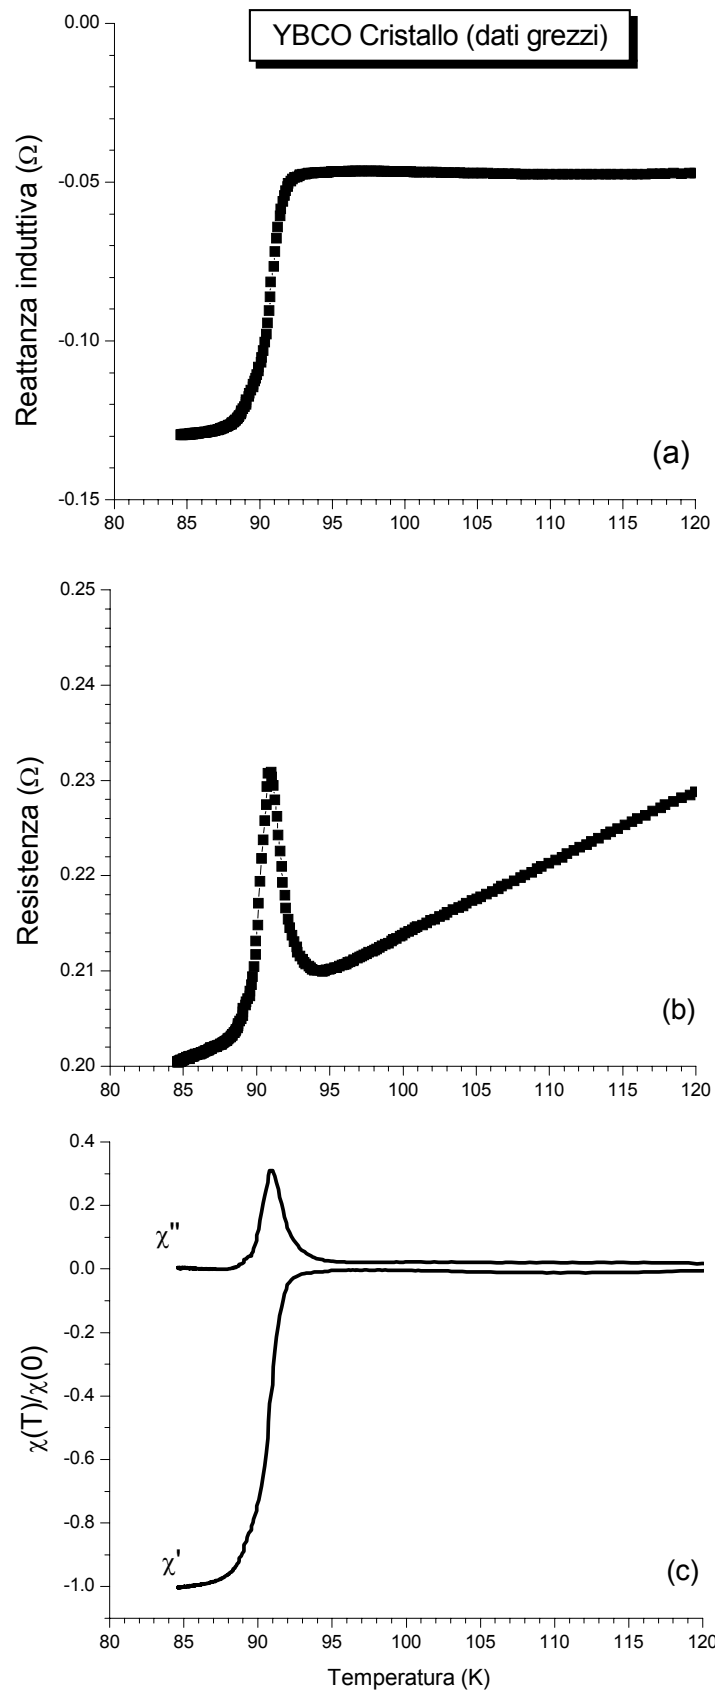 YBCO Cristallo (dati grezzi)
0.00
-0.05
-0.10
-0.15
Reattanza induttiva (Ω)
(a)
80 85 90 95 100 105 110 115 120
0.25
0.24
0.23
0.22
0.21
0.20
Resistenza (Ω)
(b)
80 85 90 95 100 105 110 115 120
0.4
0.2
0.0
-0.2
-0.4
-0.6
-0.8
-1.0
χ(T)/χ(0)
χ"
χ'
(c)
80 85 90 95 100 105 110 115 120
Temperatura (K)